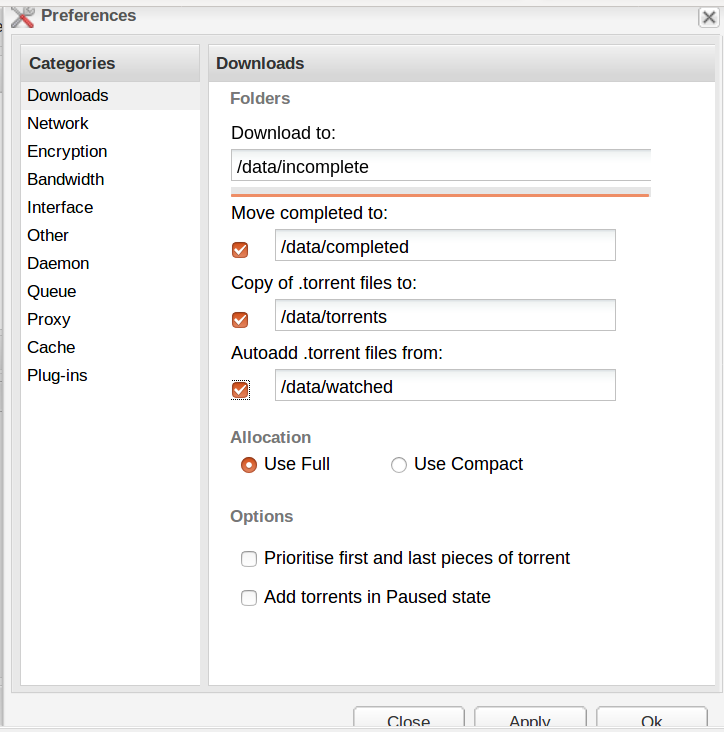 Preferences
Categories
Downloads
Network
Encryption
Bandwidth
Interface
Other
Daemon
Queue
Proxy
Cache
Plug-ins
Downloads
Folders
Download to:
/data/incomplete
Move completed to:
/data/completed
Copy of .torrent files to:
/data/torrents
Autoadd .torrent files from:
/data/watched
Allocation
Use Full Use Compact
Options
Prioritise first and last pieces of torrent
Add torrents in Paused state
Close Apply Ok